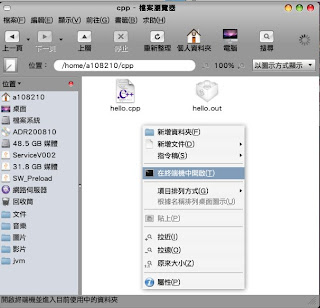 cpp - 檔案瀏覽器
檔案(F) 編輯(E) 顯示(V) 前往(G) 書籤(B) 求助(H)
上一頁 下一頁 上層 停止 重新整理 個人資料夾 電腦 搜尋
位置： /home/a108210/cpp 100% 以圖示方式顯示
位置
a108210
桌面
檔案系統
ADR200810
48.5 GB 媒體
ServiceV002
31.8 GB 媒體
SW_Preload
網路伺服器
回收筒
文件
音樂
圖片
影片
jvm
hello.cpp
hello.out
新增資料夾(F)
新增文件(D)
指令稿(S)
在終端機中開啟(T)
項目排列方式(G)
根據名稱排列桌面圖示(U)
貼上(P)
拉近(I)
拉遠(O)
原來大小(Z)
屬性(P)
開啟終端機並進入目前使用中的資料夾